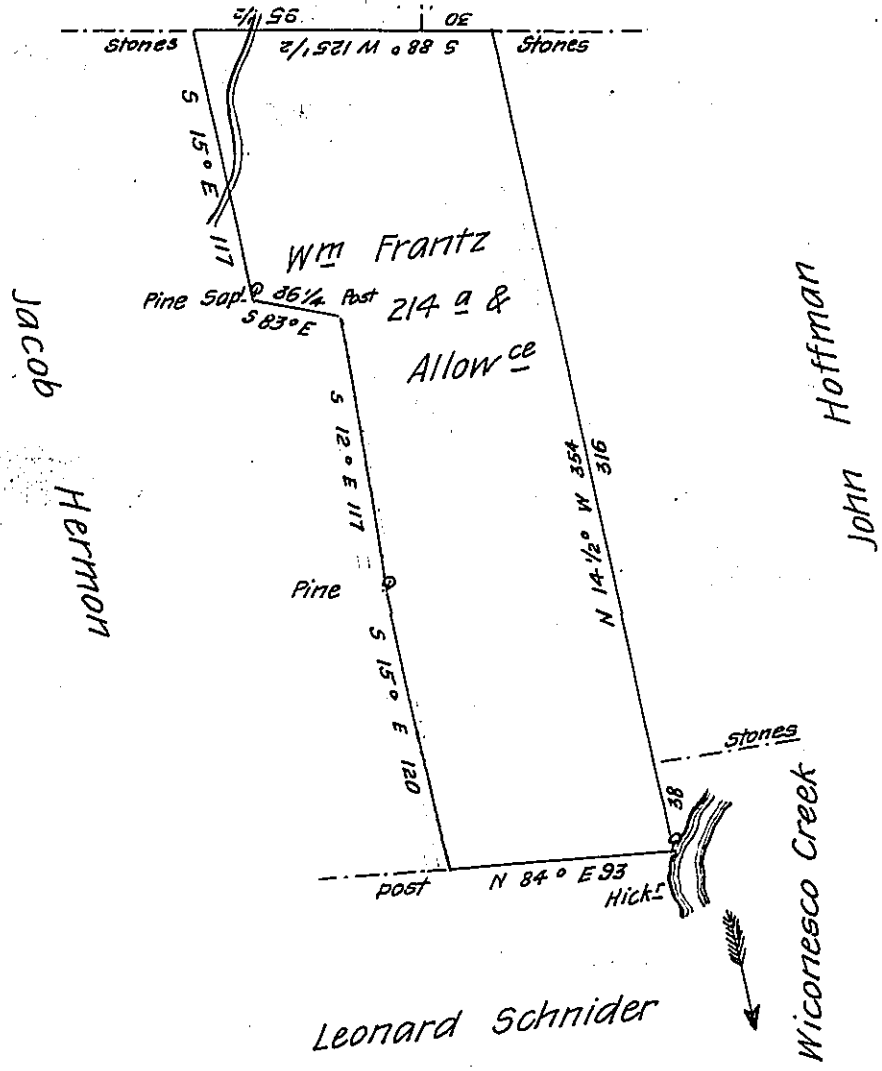 95 1/2
30
Stones
S 88° W 125 1/2
Stones
S 15° E 117
Wm Frantz
214 a &
Allowce
Pine Sap.
36 1/4
Post
S 83° E
Jacob Hermon
John Hoffman
S 12° E 117
N 14 1/2° W 354
316
Pine
S 15° E 120
Stones
38
Post
N 84° E 93
Hickr
Wiconesco Creek
Leonard Schnider